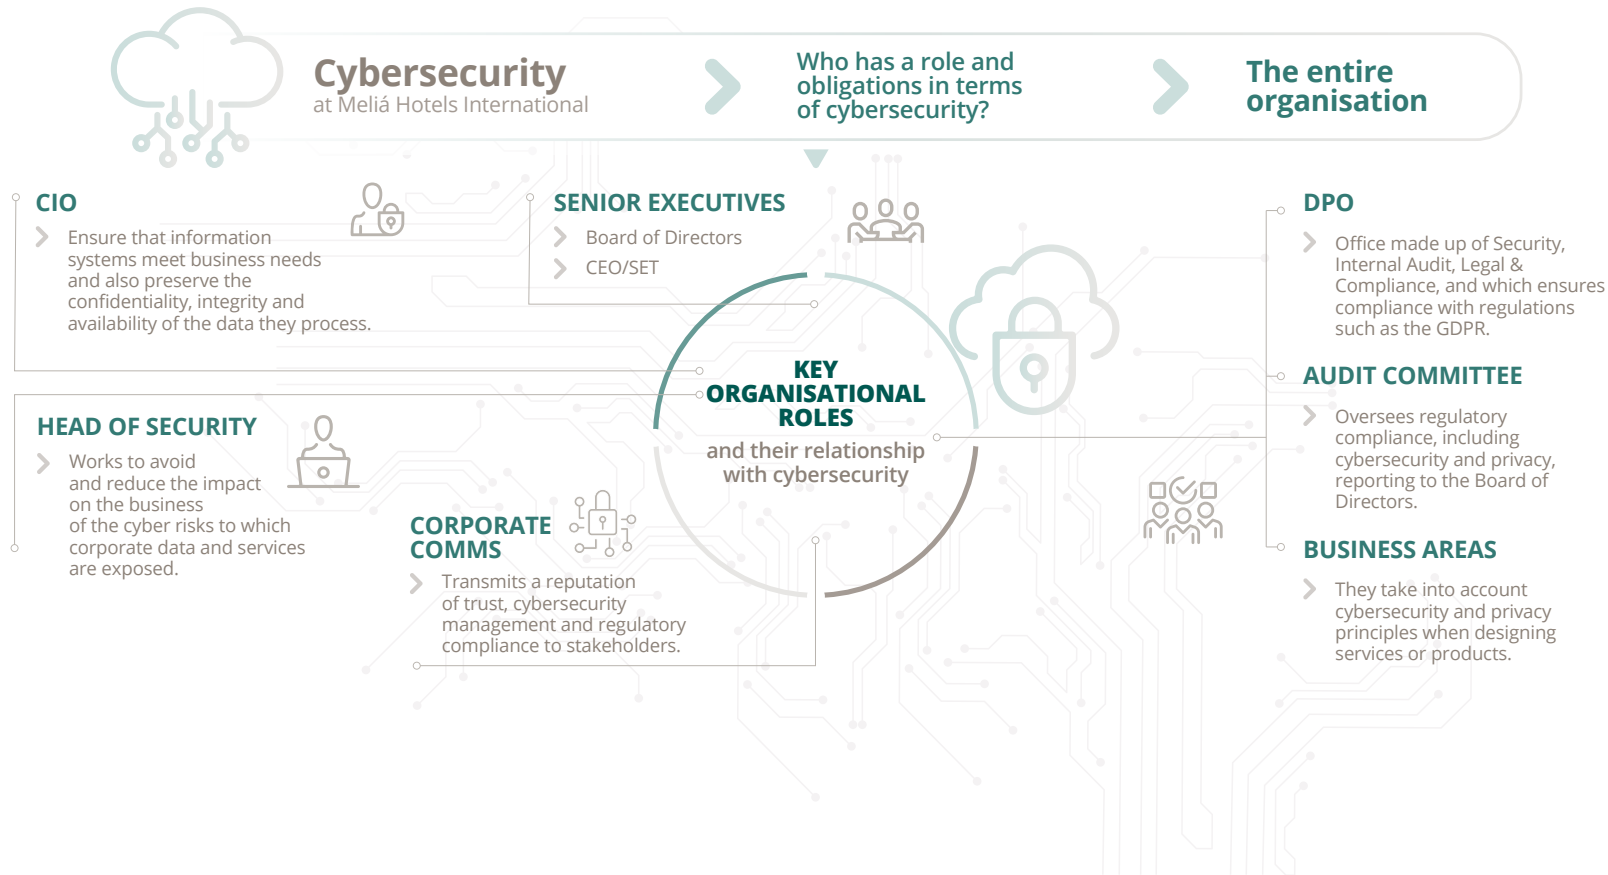 Cybersecurity
at Meliá Hotels International
Who has a role and
obligations in terms
of cybersecurity?
The entire
organisation
CIO
Ensure that information
systems meet business needs
and also preserve the
confidentiality, integrity and
availability of the data they process.
SENIOR EXECUTIVES
Board of Directors
CEO/SET
DPO
Office made up of Security,
Internal Audit, Legal &
Compliance, and which ensures
compliance with regulations
such as the GDPR.
KEY
ORGANISATIONAL
ROLES
and their relationship
with cybersecurity
AUDIT COMMITTEE
Oversees regulatory
compliance, including
cybersecurity and privacy,
reporting to the Board of
Directors.
HEAD OF SECURITY
Works to avoid
and reduce the impact
on the business
of the cyber risks to which
corporate data and services
are exposed.
CORPORATE
COMMS
Transmits a reputation
of trust, cybersecurity
management and regulatory
compliance to stakeholders.
BUSINESS AREAS
They take into account
cybersecurity and privacy
principles when designing
services or products.